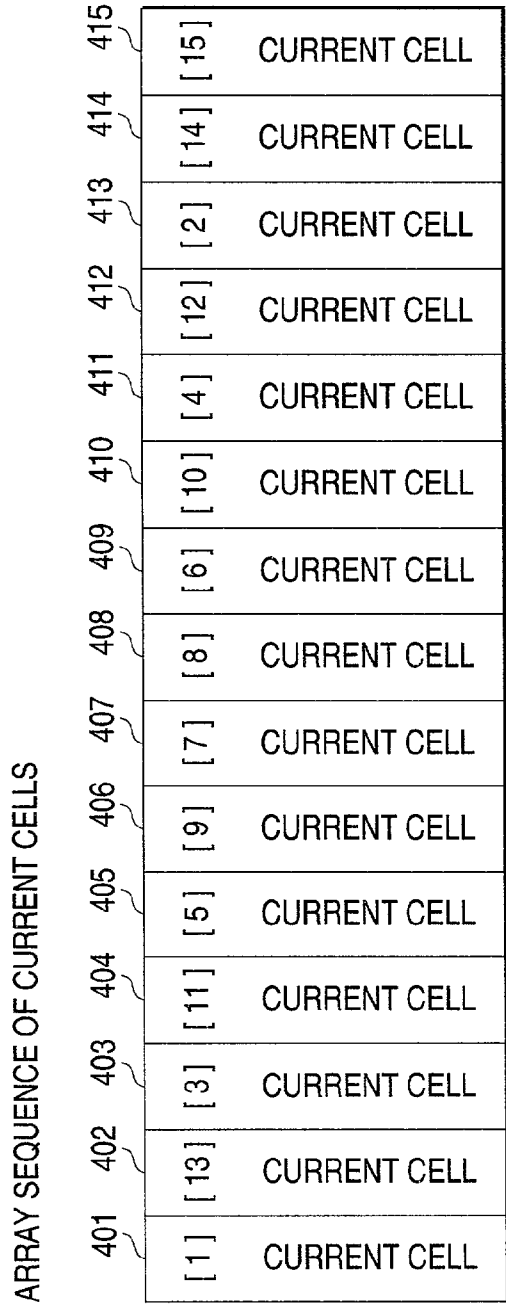 ARRAY SEQUENCE OF CURRENT CELLS
401 402 403 404 405 406 407 408 409 410 411 412 413 414 415
[1] [13] [3] [11] [5] [9] [7] [8] [6] [10] [4] [12] [2] [14] [15]
CURRENT CELL CURRENT CELL CURRENT CELL CURRENT CELL CURRENT CELL CURRENT CELL CURRENT CELL CURRENT CELL CURRENT CELL CURRENT CELL CURRENT CELL CURRENT CELL CURRENT CELL CURRENT CELL CURRENT CELL